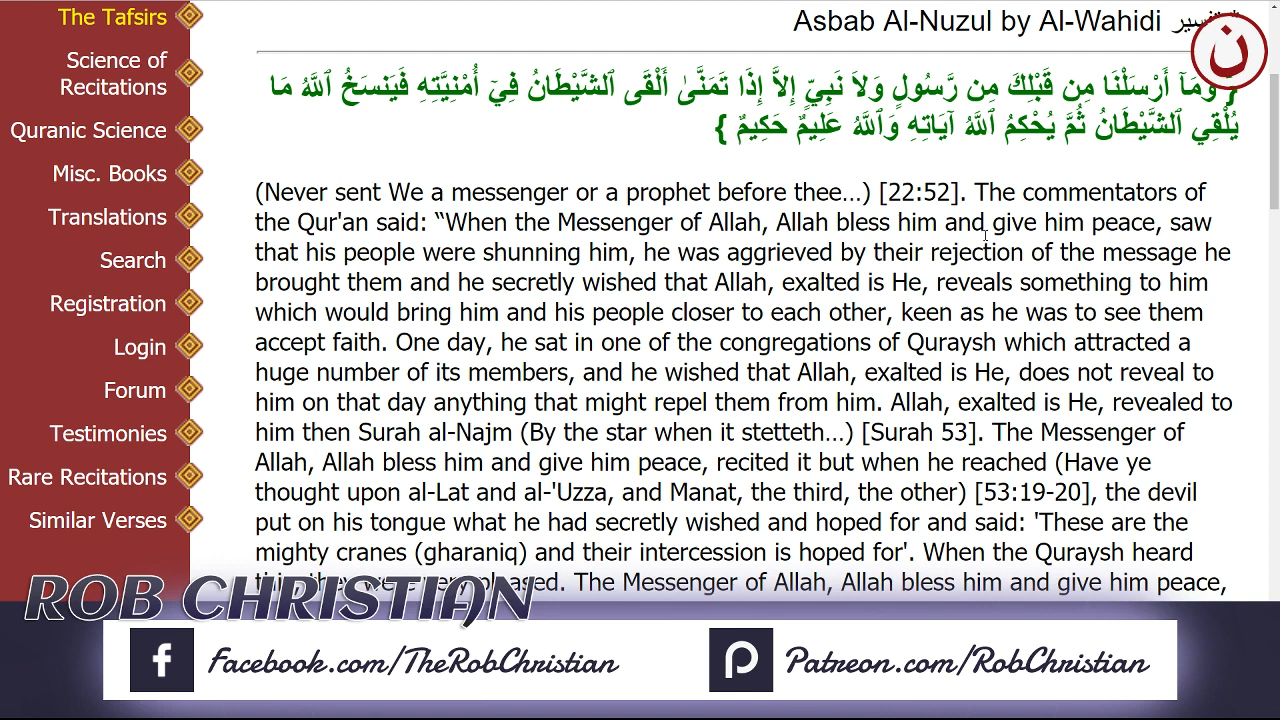 The Tafsirs
Science of
Recitations
Quranic Science
Misc. Books
Translations
Search
Registration
Login
Forum
Testimonies
Rare Recitations
Similar Verses
Asbab Al-Nuzul by Al-Wahidi
{ وَمَآ أَرْسَلْنَا مِن قَبْلِكَ مِن رَّسُولٍ وَلاَ نَبِيٍّ إِلاَّ إِذَا تَمَنَّىٰ أَلْقَى ٱلشَّيْطَانُ فِيۤ أُمْنِيَّتِهِ فَيَنسَخُ ٱللَّهُ مَا
يُلْقِي ٱلشَّيْطَانُ ثُمَّ يُحْكِمُ ٱللَّهُ آيَاتِهِ وَٱللَّهُ عَلِيمٌ حَكِيمٌ }
(Never sent We a messenger or a prophet before thee…) [22:52]. The commentators of
the Qur'an said: “When the Messenger of Allah, Allah bless him and give him peace, saw
that his people were shunning him, he was aggrieved by their rejection of the message he
brought them and he secretly wished that Allah, exalted is He, reveals something to him
which would bring him and his people closer to each other, keen as he was to see them
accept faith. One day, he sat in one of the congregations of Quraysh which attracted a
huge number of its members, and he wished that Allah, exalted is He, does not reveal to
him on that day anything that might repel them from him. Allah, exalted is He, revealed to
him then Surah al-Najm (By the star when it stetteth…) [Surah 53]. The Messenger of
Allah, Allah bless him and give him peace, recited it but when he reached (Have ye
thought upon al-Lat and al-'Uzza, and Manat, the third, the other) [53:19-20], the devil
put on his tongue what he had secretly wished and hoped for and said: 'These are the
mighty cranes (gharaniq) and their intercession is hoped for'. When the Quraysh heard
pleased. The Messenger of Allah, Allah bless him and give him peace,
ن
ROB CHRISTIAN
Facebook.com/TheRobChristian
Patreon.com/RobChristian